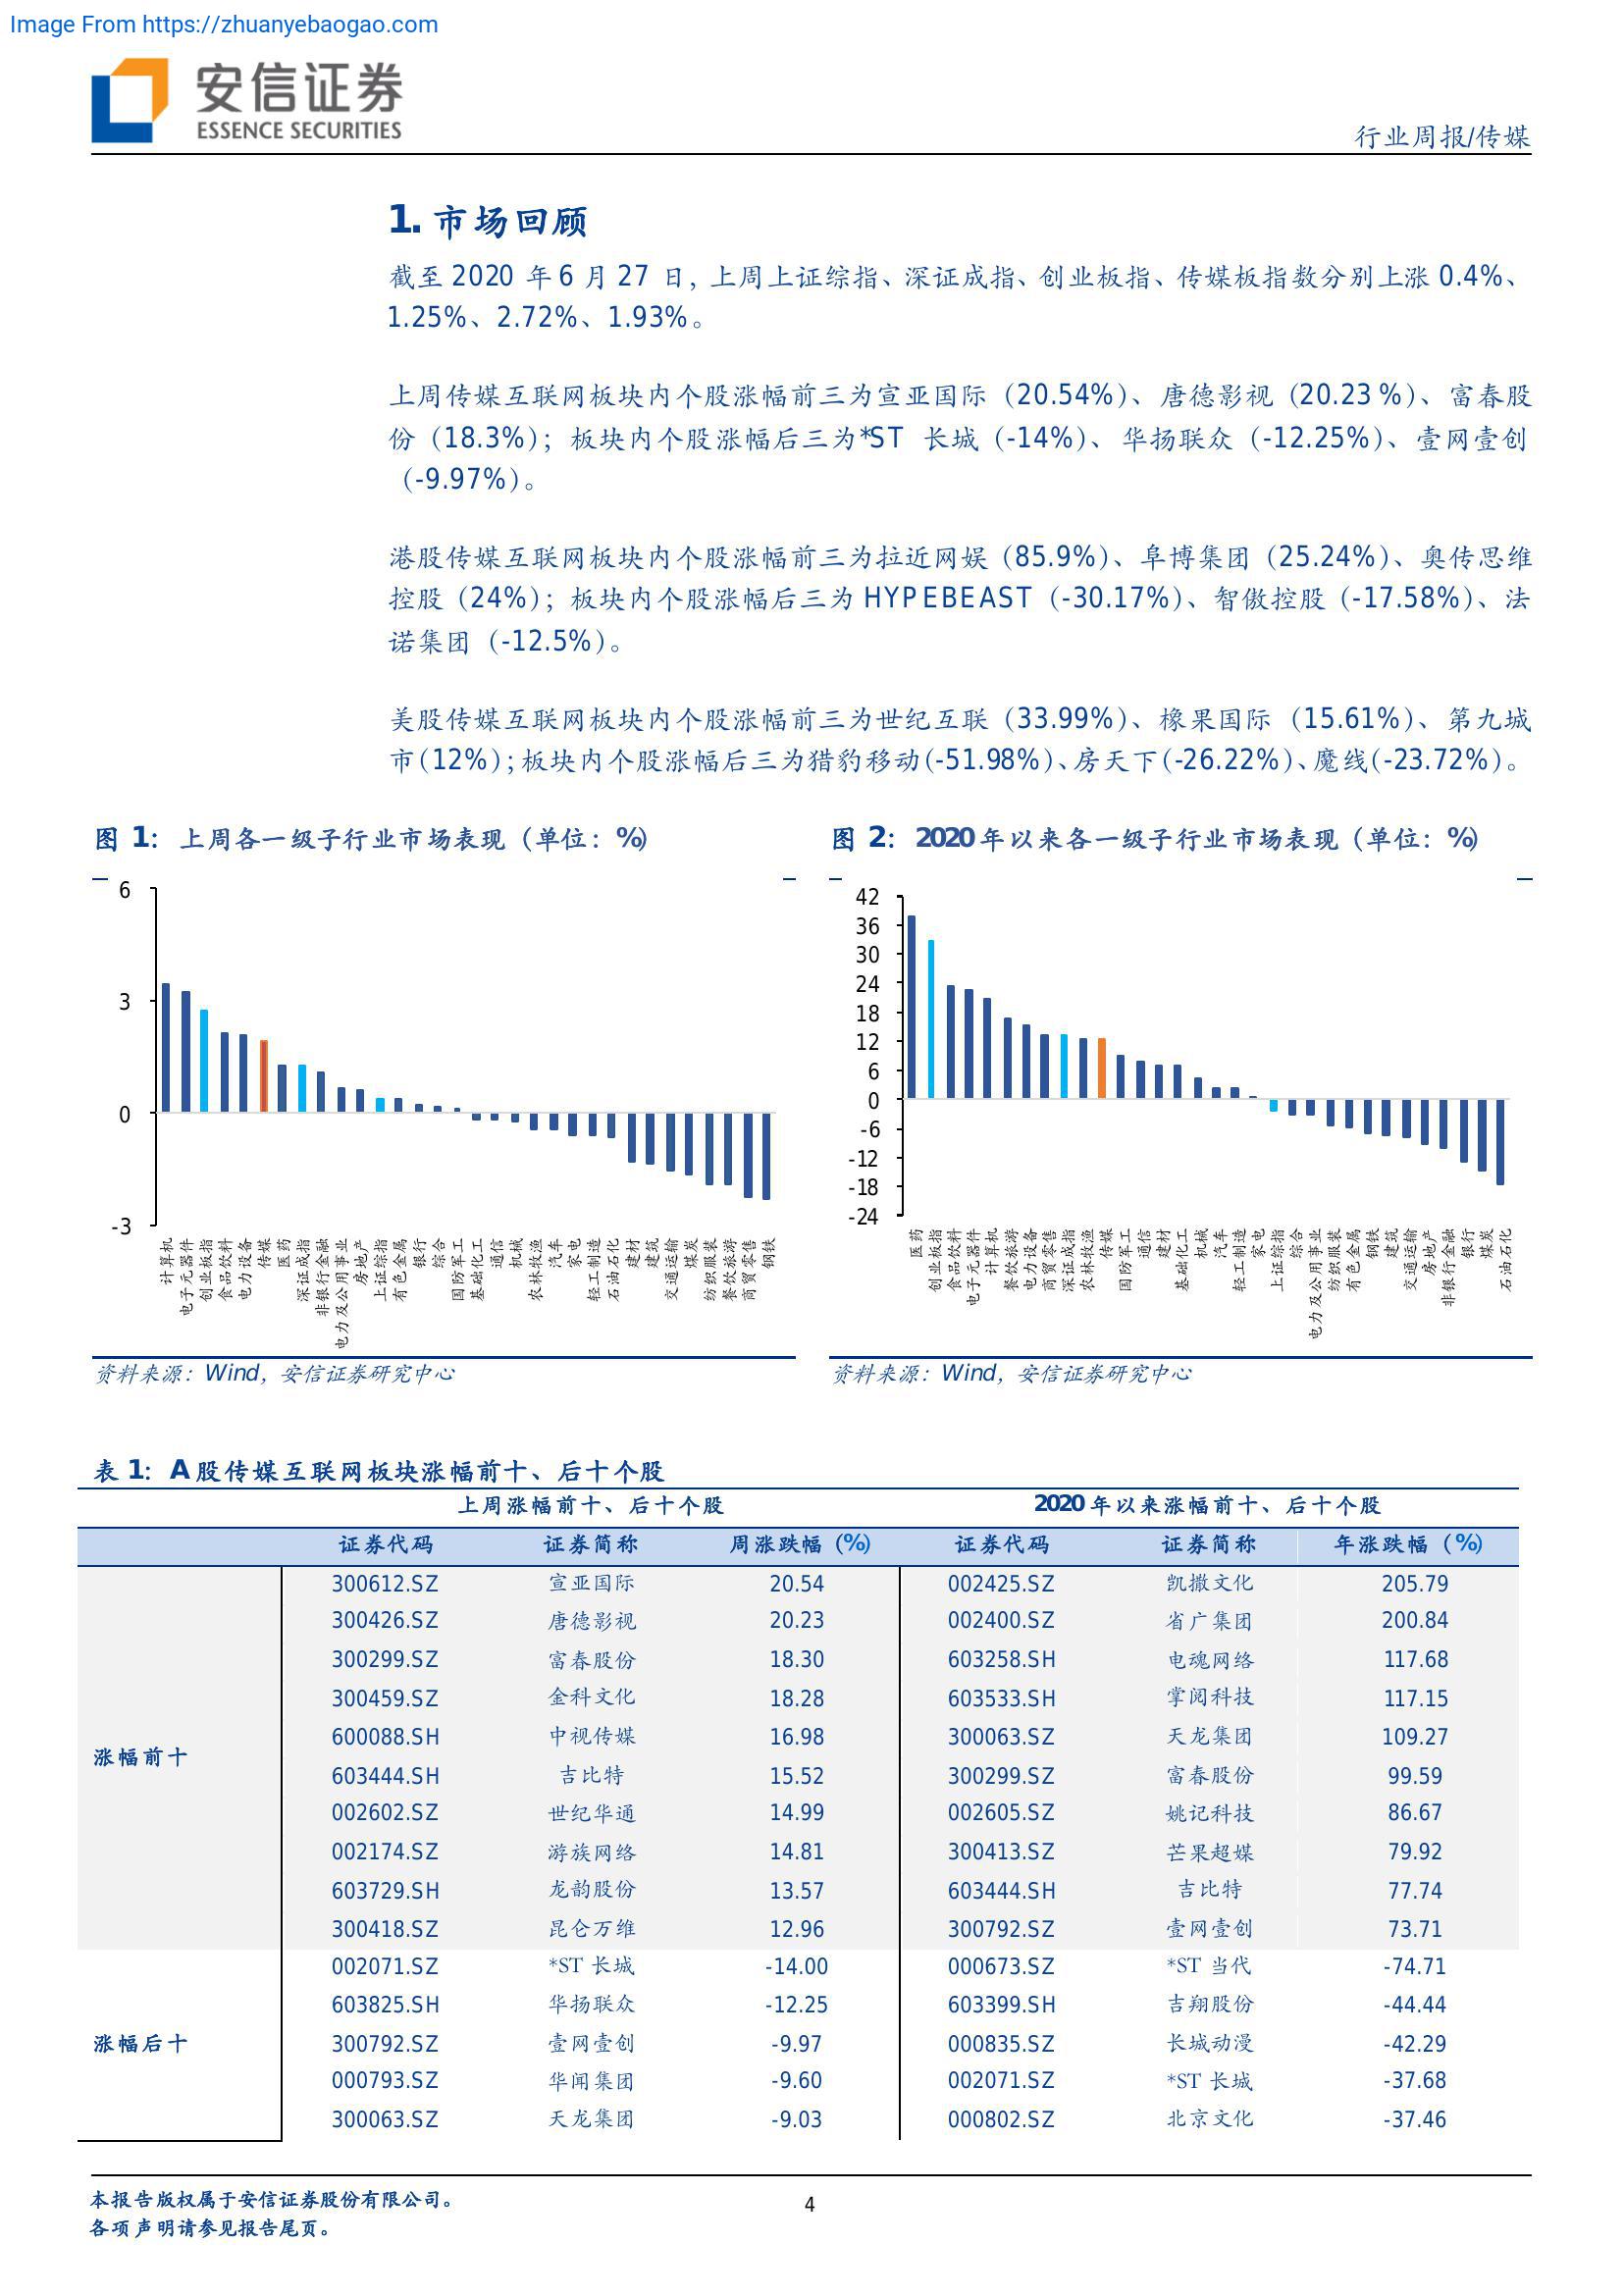 Image From https://zhuanyebaogao.com
安信证券
ESSENCE SECURITIES
行业周报/传媒
1. 市场回顾
截至 2020 年 6 月 27 日，上周上证综指、深证成指、创业板指、传媒板指数分别上涨 0.4%、
1.25%、2.72%、1.93%。
上周传媒互联网板块内个股涨幅前三为宣亚国际（20.54%）、唐德影视（20.23 %）、富春股
份（18.3%）；板块内个股涨幅后三为*ST 长城（-14%）、华扬联众（-12.25%）、壹网壹创
（-9.97%）。
港股传媒互联网板块内个股涨幅前三为拉近网娱（85.9%）、阜博集团（25.24%）、奥传思维
控股（24%）；板块内个股涨幅后三为 HYPEBEAST（-30.17%）、智傲控股（-17.58%）、法
诺集团（-12.5%）。
美股传媒互联网板块内个股涨幅前三为世纪互联（33.99%）、橡果国际（15.61%）、第九城
市(12%)；板块内个股涨幅后三为猎豹移动(-51.98%)、房天下(-26.22%)、魔线(-23.72%)。
图 1：上周各一级子行业市场表现（单位：%）
6
3
0
-3
计算机
电子元器件
创业板指
食品饮料
电力设备
传媒
医药
深证成指
非银行金融
电力及公用事业
房地产
上证综指
有色金属
银行
综合
国防军工
基础化工
通信
机械
农林牧渔
汽车
家电
轻工制造
石油石化
建材
建筑
交通运输
煤炭
纺织服装
餐饮旅游
商贸零售
钢铁
资料来源：Wind，安信证券研究中心
图 2：2020 年以来各一级子行业市场表现（单位：%）
42
36
30
24
18
12
6
0
-6
-12
-18
-24
医药
创业板指
食品饮料
电子元器件
计算机
餐饮旅游
电力设备
商贸零售
深证成指
农林牧渔
传媒
国防军工
通信
建材
基础化工
机械
汽车
轻工制造
家电
上证综指
综合
电力及公用事业
纺织服装
有色金属
钢铁
建筑
交通运输
房地产
非银行金融
银行
煤炭
石油石化
资料来源：Wind，安信证券研究中心
表 1：A 股传媒互联网板块涨幅前十、后十个股
上周涨幅前十、后十个股 2020 年以来涨幅前十、后十个股
证券代码 证券简称 周涨跌幅（%） 证券代码 证券简称 年涨跌幅（%）
涨幅前十
300612.SZ 宣亚国际 20.54 002425.SZ 凯撒文化 205.79
300426.SZ 唐德影视 20.23 002400.SZ 省广集团 200.84
300299.SZ 富春股份 18.30 603258.SH 电魂网络 117.68
300459.SZ 金科文化 18.28 603533.SH 掌阅科技 117.15
600088.SH 中视传媒 16.98 300063.SZ 天龙集团 109.27
603444.SH 吉比特 15.52 300299.SZ 富春股份 99.59
002602.SZ 世纪华通 14.99 002605.SZ 姚记科技 86.67
002174.SZ 游族网络 14.81 300413.SZ 芒果超媒 79.92
603729.SH 龙韵股份 13.57 603444.SH 吉比特 77.74
300418.SZ 昆仑万维 12.96 300792.SZ 壹网壹创 73.71
涨幅后十
002071.SZ *ST 长城 -14.00 000673.SZ *ST 当代 -74.71
603825.SH 华扬联众 -12.25 603399.SH 吉翔股份 -44.44
300792.SZ 壹网壹创 -9.97 000835.SZ 长城动漫 -42.29
000793.SZ 华闻集团 -9.60 002071.SZ *ST 长城 -37.68
300063.SZ 天龙集团 -9.03 000802.SZ 北京文化 -37.46
本报告版权属于安信证券股份有限公司。
各项声明请参见报告尾页。
4